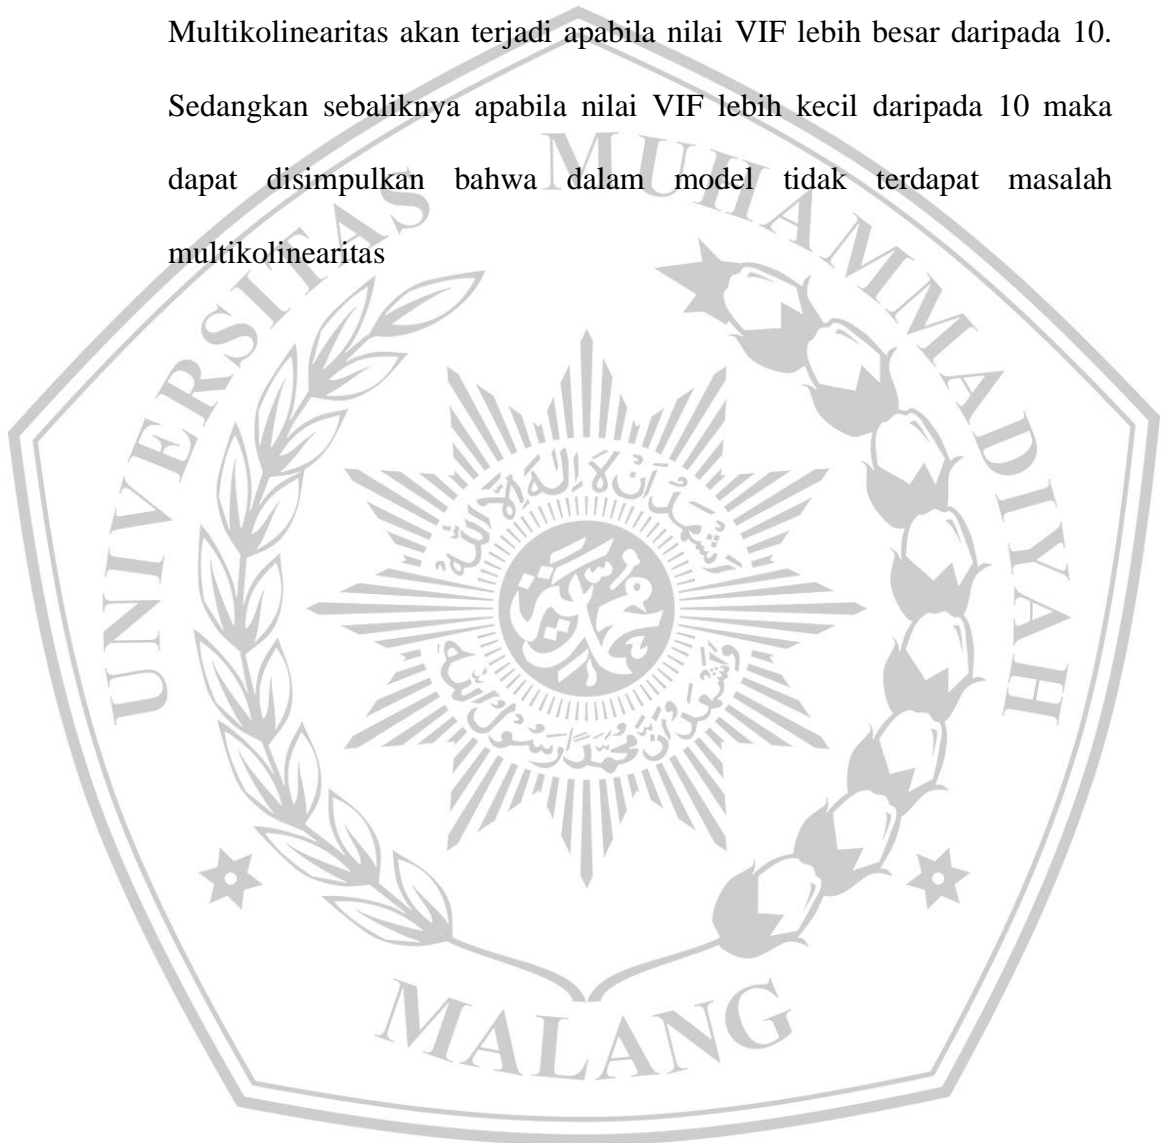 Multikolinearitas akan terjadi apabila nilai VIF lebih besar daripada 10.
Sedangkan sebaliknya apabila nilai VIF lebih kecil daripada 10 maka
dapat disimpulkan bahwa dalam model tidak terdapat masalah
multikolinearitas
UNIVERSITAS MUHAMMADIYAH
MALANG